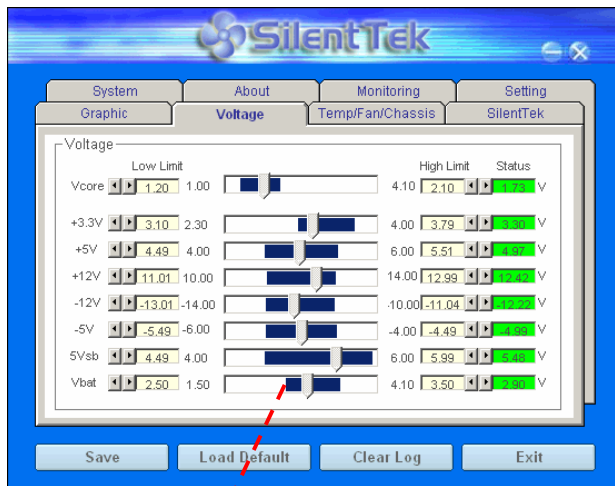 SilentTek
System About Monitoring Setting
Graphic Voltage Temp/Fan/Chassis SilentTek
Voltage
Low Limit High Limit Status
Vcore 1.20 1.00 4.10 2.10 1.73 V
+3.3V 3.10 2.30 4.00 3.79 3.30 V
+5V 4.49 4.00 6.00 5.51 4.97 V
+12V 11.01 10.00 14.00 12.99 12.42 V
-12V -13.01 -14.00 -10.00 -11.04 -12.22 V
-5V -5.49 -6.00 -4.00 -4.49 -4.99 V
5Vsb 4.49 4.00 6.00 5.99 5.48 V
Vbat 2.50 1.50 4.10 3.50 2.90 V
Save Load Default Clear Log Exit